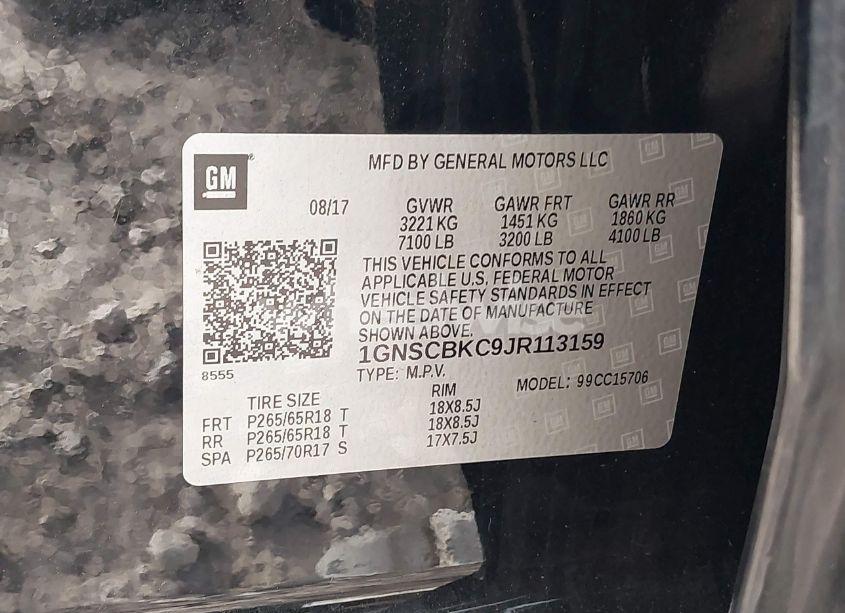 GM
MFD BY GENERAL MOTORS LLC
08/17 GVWR GAWR FRT GAWR RR
3221 KG 1451 KG 1860 KG
7100 LB 3200 LB 4100 LB
THIS VEHICLE CONFORMS TO ALL
APPLICABLE U.S. FEDERAL MOTOR
VEHICLE SAFETY STANDARDS IN EFFECT
ON THE DATE OF MANUFACTURE
SHOWN ABOVE.
1GNSCBKC9JR113159
8555
TYPE: M.P.V. MODEL: 99CC15706
TIRE SIZE RIM
FRT P265/65R18 T 18X8.5J
RR P265/65R18 T 18X8.5J
SPA P265/70R17 S 17X7.5J